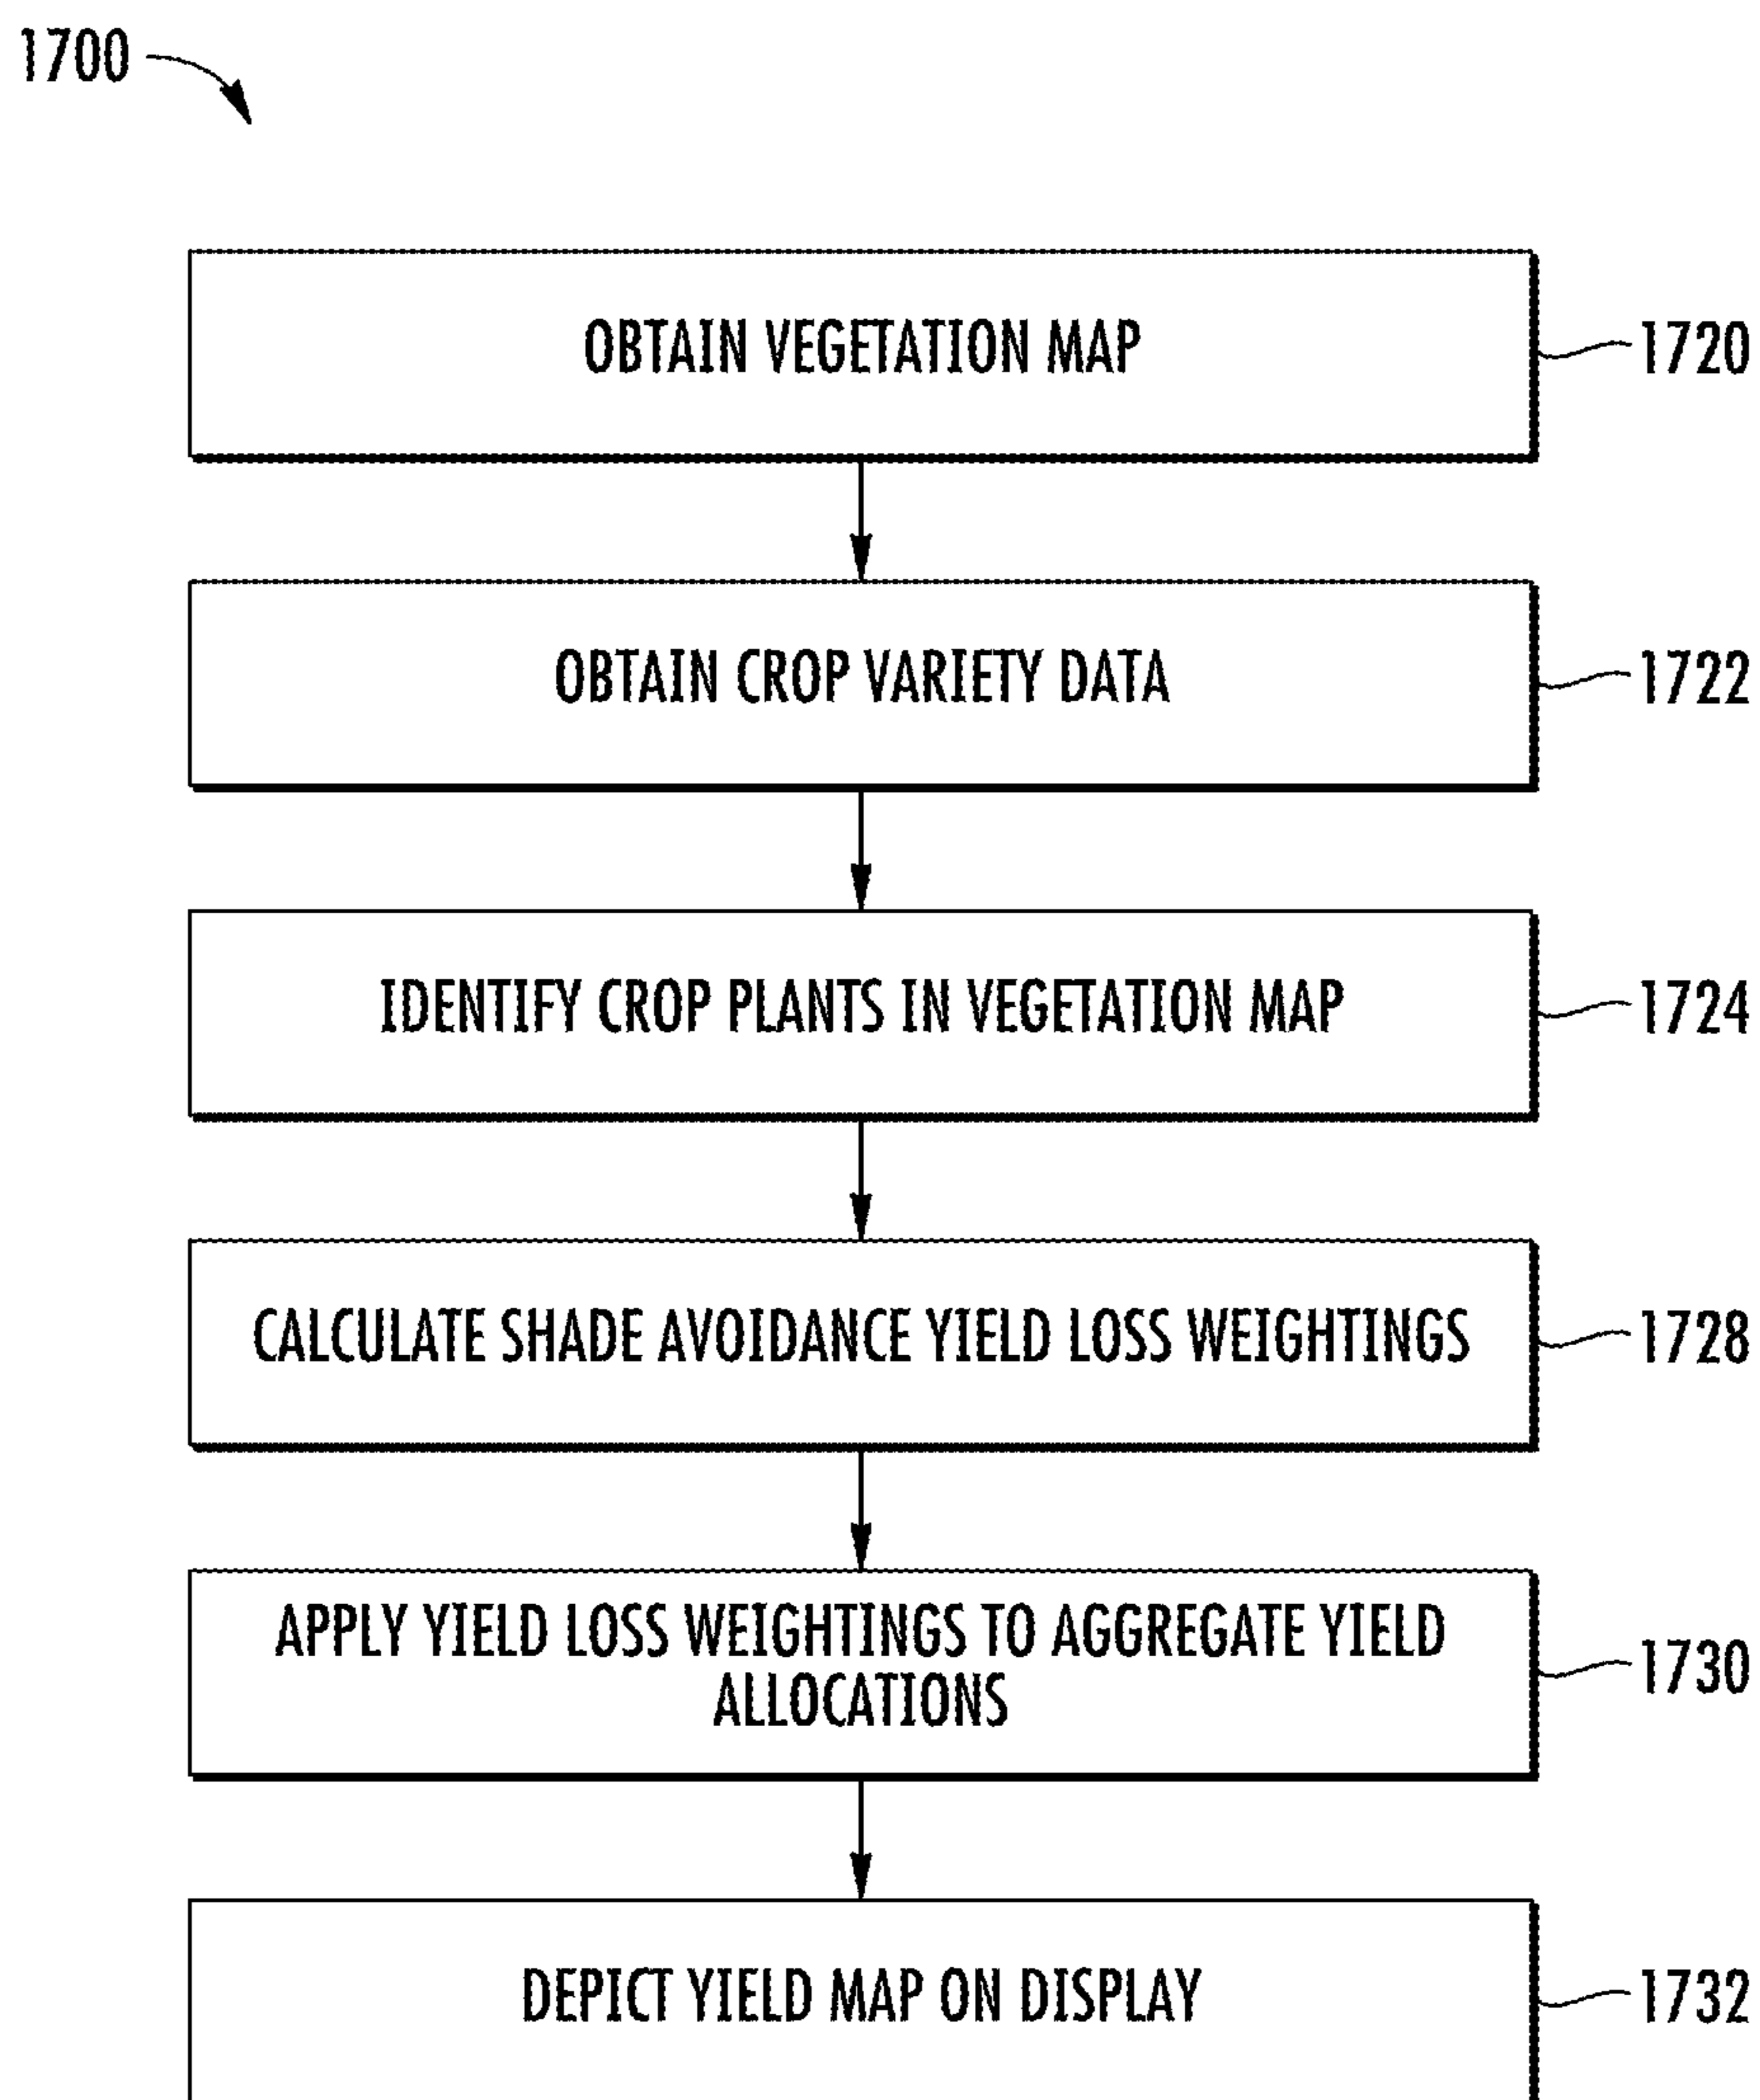 1700
OBTAIN VEGETATION MAP
1720
OBTAIN CROP VARIETY DATA
1722
IDENTIFY CROP PLANTS IN VEGETATION MAP
1724
CALCULATE SHADE AVOIDANCE YIELD LOSS WEIGHTINGS
1728
APPLY YIELD LOSS WEIGHTINGS TO AGGREGATE YIELD
ALLOCATIONS
1730
DEPICT YIELD MAP ON DISPLAY
1732